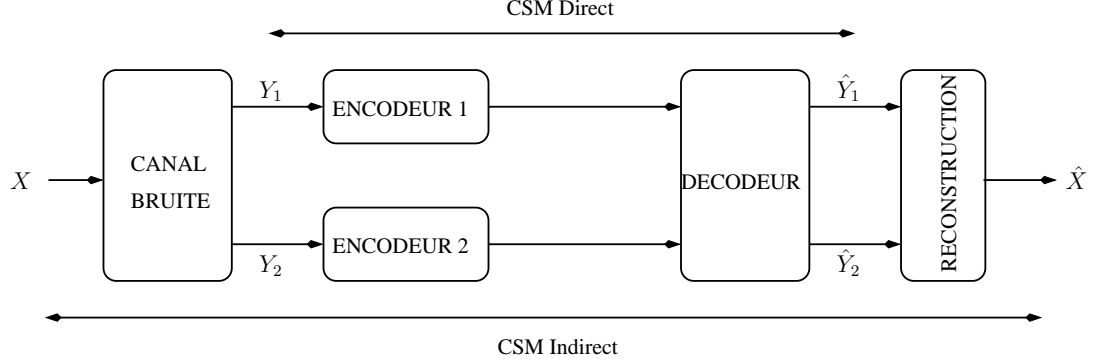 CSM Direct
X
CANAL
BRUITE
Y₁
Y₂
ENCODEUR 1
ENCODEUR 2
DECODEUR
Ŷ₁
Ŷ₂
RECONSTRUCTION
X̂
CSM Indirect